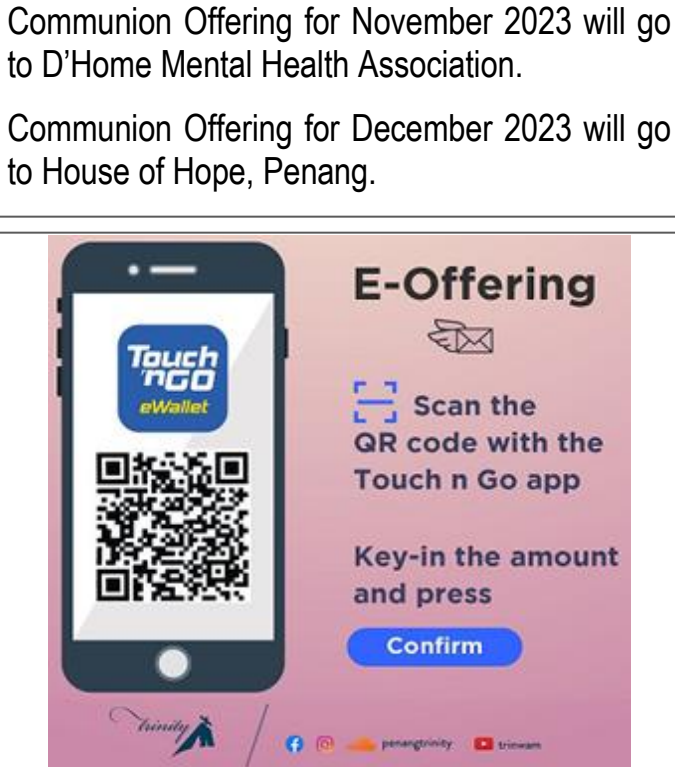 Communion Offering for November 2023 will go
to D’Home Mental Health Association.
Communion Offering for December 2023 will go
to House of Hope, Penang.
E-Offering
Touch
'nGO
eWallet
Scan the
QR code with the
Touch n Go app
Key-in the amount
and press
Confirm
Trinity
penangtrinity
trinwam